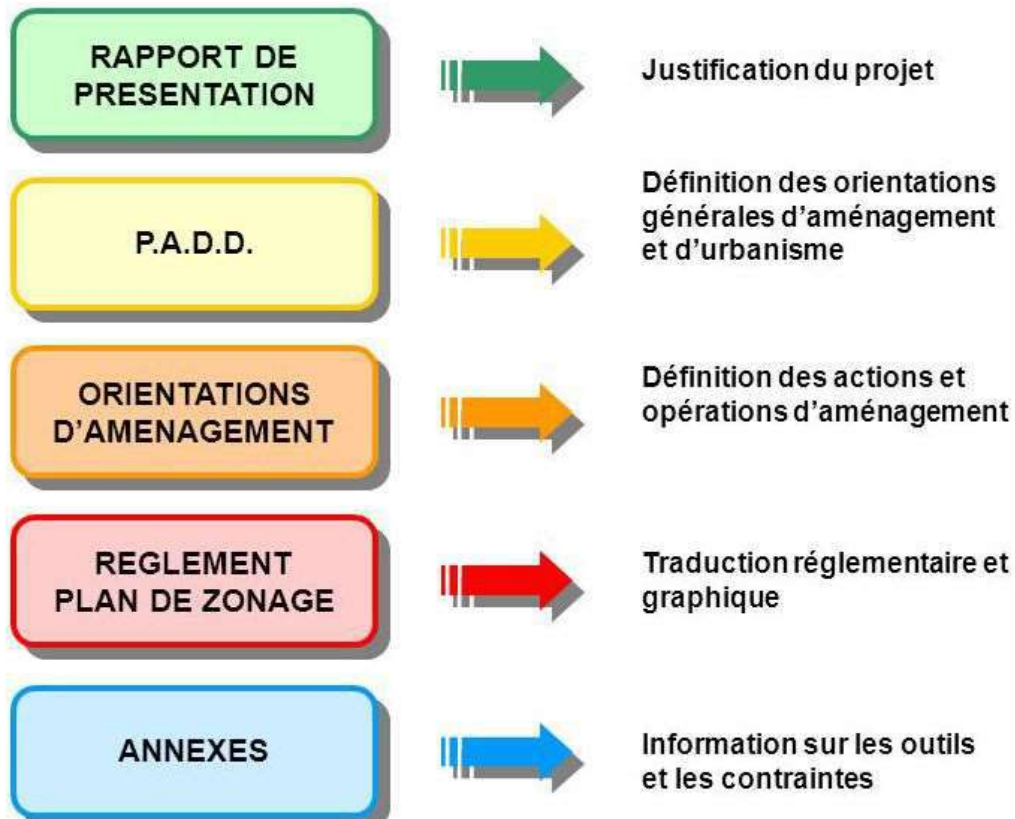 RAPPORT DE
PRESENTATION
Justification du projet
P.A.D.D.
Définition des orientations
générales d’aménagement
et d’urbanisme
ORIENTATIONS
D’AMENAGEMENT
Définition des actions et
opérations d’aménagement
REGLEMENT
PLAN DE ZONAGE
Traduction réglementaire et
graphique
ANNEXES
Information sur les outils
et les contraintes